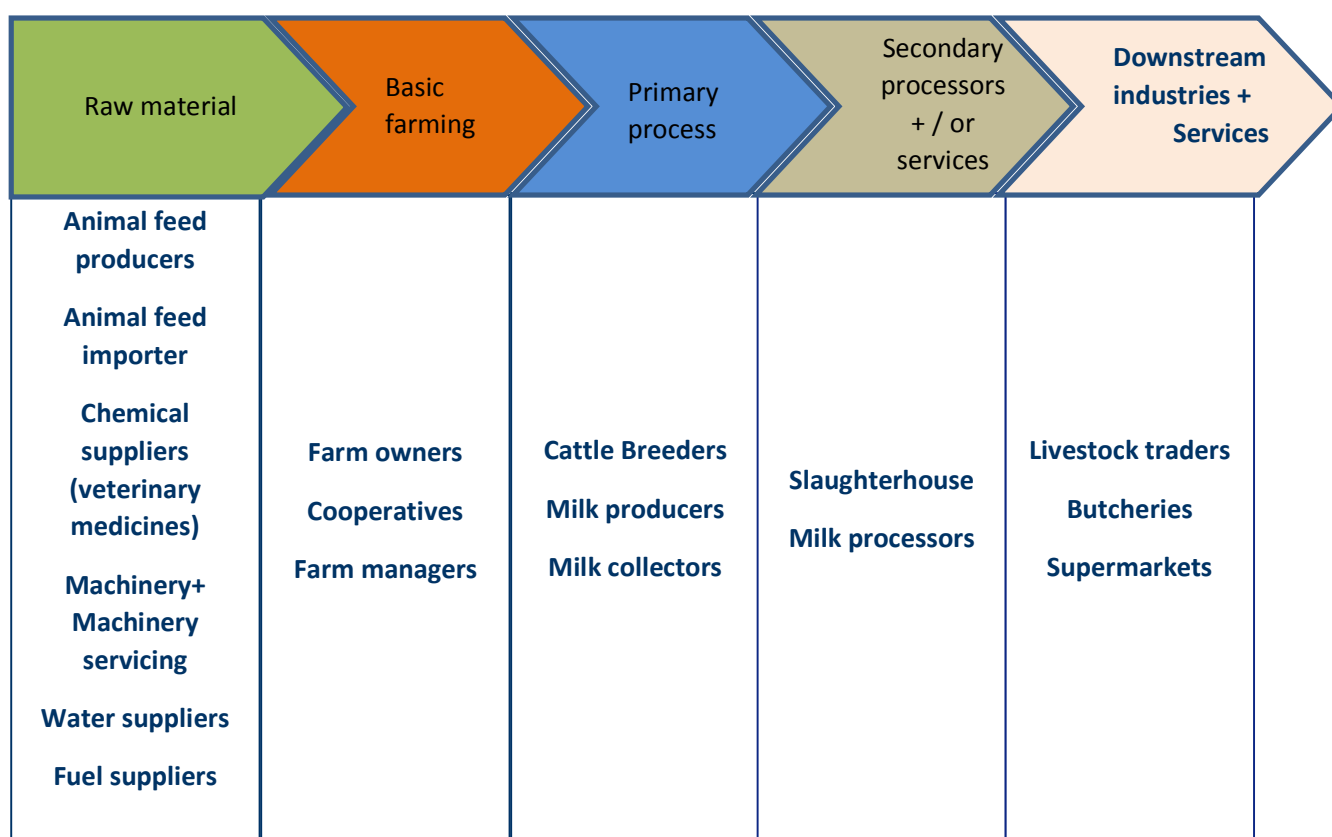 Raw material
Basic
farming
Primary
process
Secondary
processors
+ / or
services
Downstream
industries +
Services
Animal feed
producers
Animal feed
importer
Chemical
suppliers
(veterinary
medicines)
Machinery+
Machinery
servicing
Water suppliers
Fuel suppliers
Farm owners
Cooperatives
Farm managers
Cattle Breeders
Milk producers
Milk collectors
Slaughterhouse
Milk processors
Livestock traders
Butcheries
Supermarkets